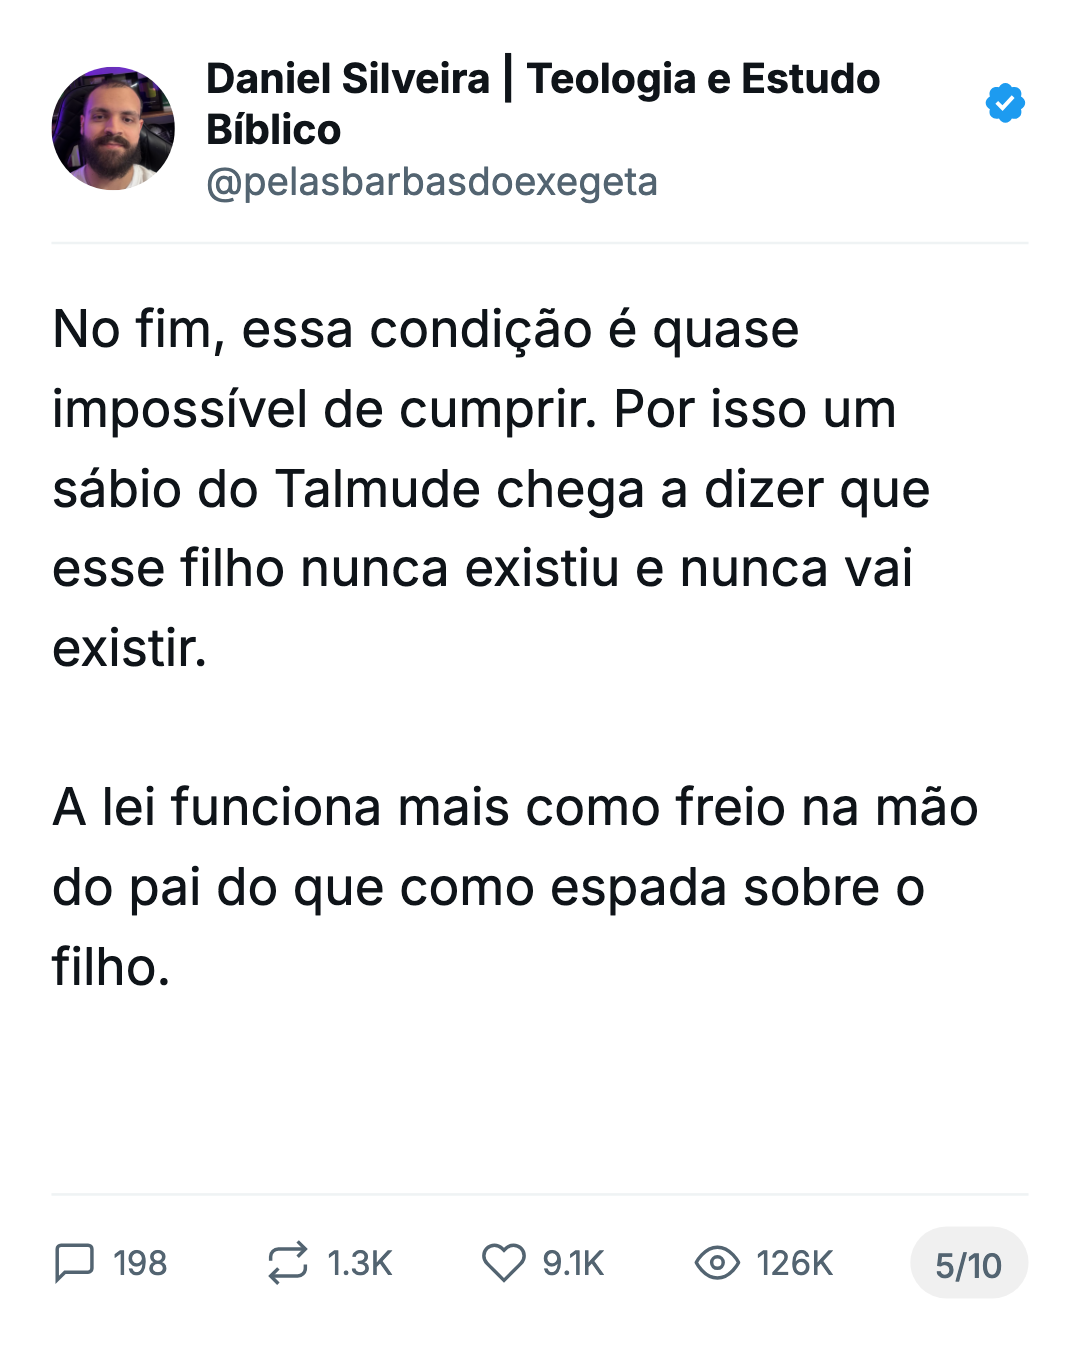 Daniel Silveira | Teologia e Estudo
Bíblico
@pelasbarbasdoexegeta
No fim, essa condição é quase
impossível de cumprir. Por isso um
sábio do Talmude chega a dizer que
esse filho nunca existiu e nunca vai
existir.
A lei funciona mais como freio na mão
do pai do que como espada sobre o
filho.
198 1.3K 9.1K 126K 5/10